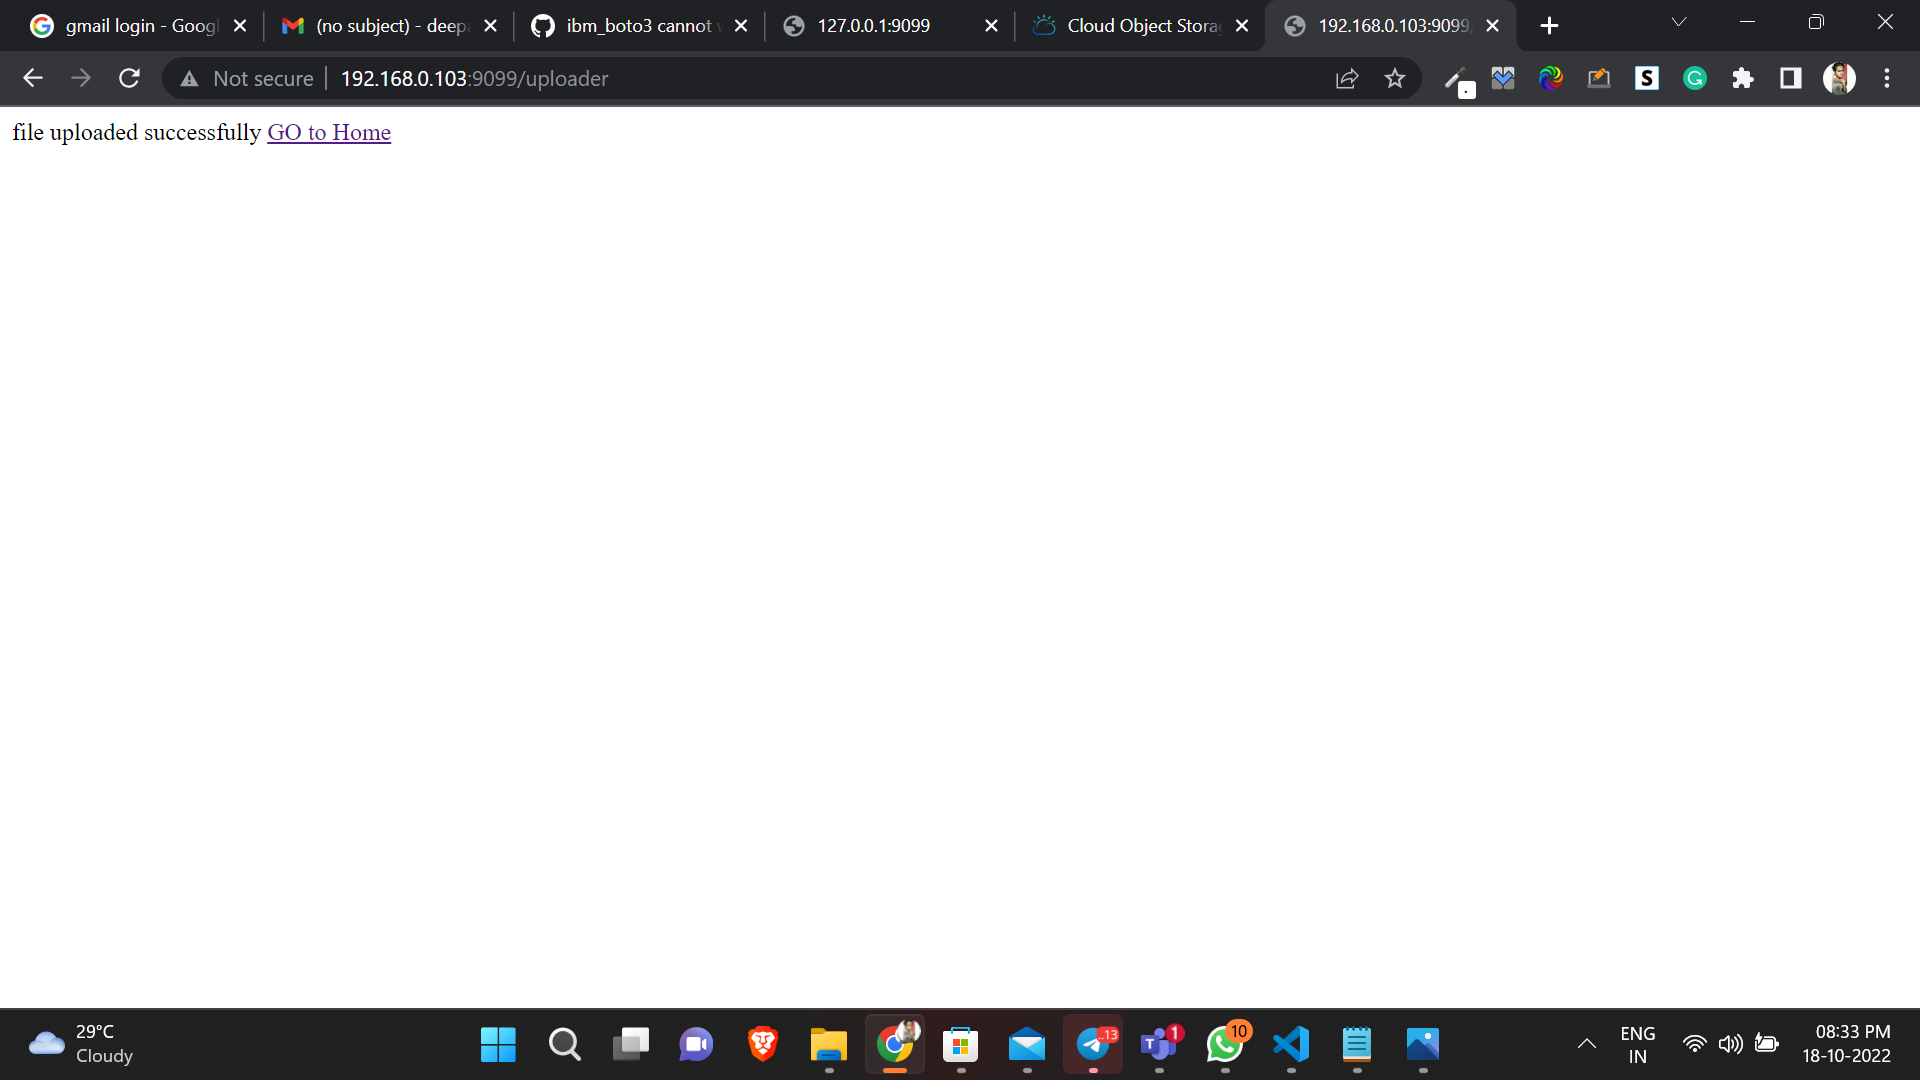 gmail login - Googl
(no subject) - deepa
ibm_boto3 cannot v
127.0.0.1:9099
Cloud Object Storag
192.168.0.103:9099/
Not secure
192.168.0.103:9099/uploader
S
G
file uploaded successfully GO to Home
29°C
Cloudy
..13
T
1
10
ENG
IN
08:33 PM
18-10-2022